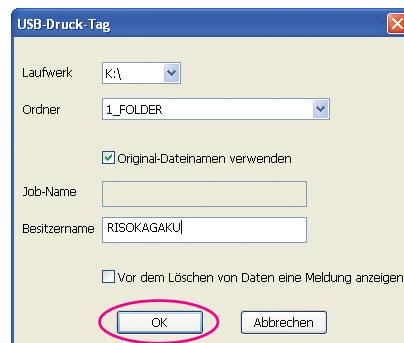 USB-Druck-Tag
Laufwerk K:\
Ordner 1_FOLDER
Original-Dateinamen verwenden
Job-Name
Besitzername RISOKAGAKU
Vor dem Löschen von Daten eine Meldung anzeigen
OK Abbrechen